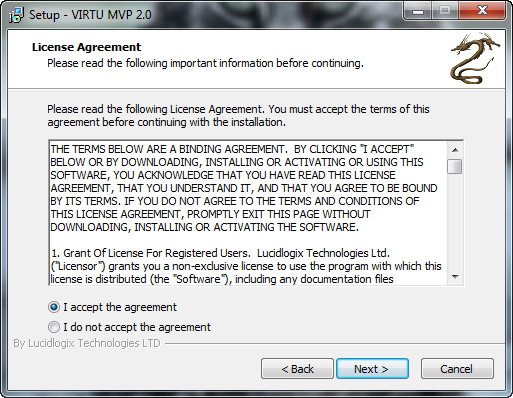 Setup - VIRTU MVP 2.0
License Agreement
Please read the following important information before continuing.
Please read the following License Agreement. You must accept the terms of this
agreement before continuing with the installation.
THE TERMS BELOW ARE A BINDING AGREEMENT.  BY CLICKING "I ACCEPT"
BELOW OR BY DOWNLOADING, INSTALLING OR ACTIVATING OR USING THIS
SOFTWARE, YOU ACKNOWLEDGE THAT YOU HAVE READ THIS LICENSE
AGREEMENT, THAT YOU UNDERSTAND IT, AND THAT YOU AGREE TO BE BOUND
BY ITS TERMS. IF YOU DO NOT AGREE TO THE TERMS AND CONDITIONS OF
THIS LICENSE AGREEMENT, PROMPTLY EXIT THIS PAGE WITHOUT
DOWNLOADING, INSTALLING OR ACTIVATING THE SOFTWARE.
1. Grant Of License For Registered Users.  Lucidlogix Technologies Ltd.
("Licensor") grants you a non-exclusive license to use the program with which this
license is distributed (the "Software"), including any documentation files
I accept the agreement
I do not accept the agreement
By Lucidlogix Technologies LTD
< Back
Next >
Cancel